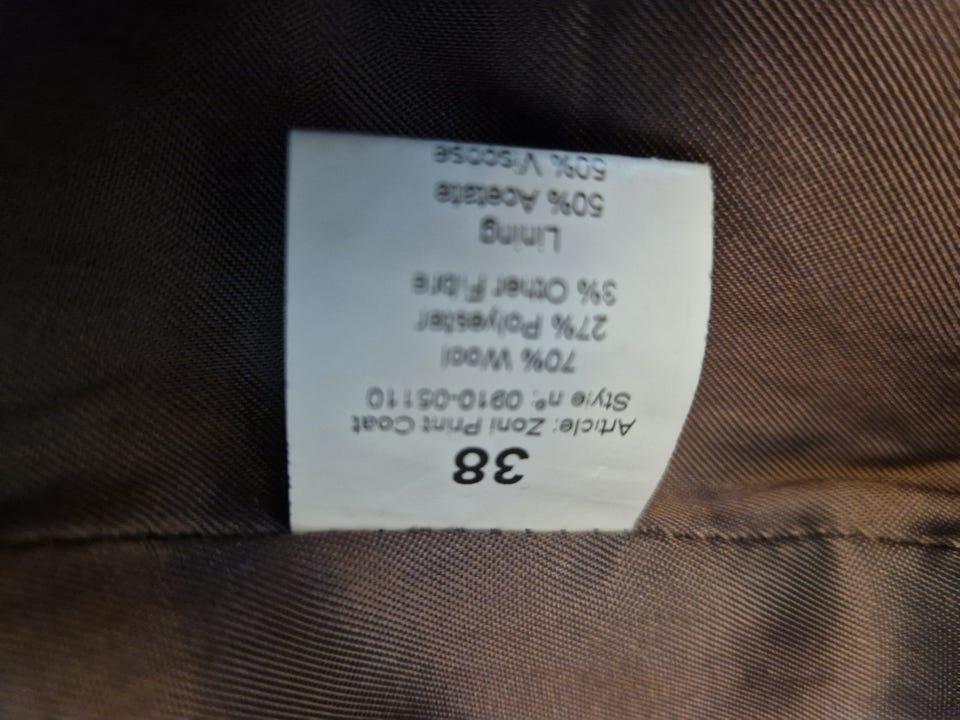 38
Article: Zoni Print Coat
Style nº: 0910-05110
70% Wool
27% Polyester
3% Other Fibre
Lining
50% Acetate
50% Viscose